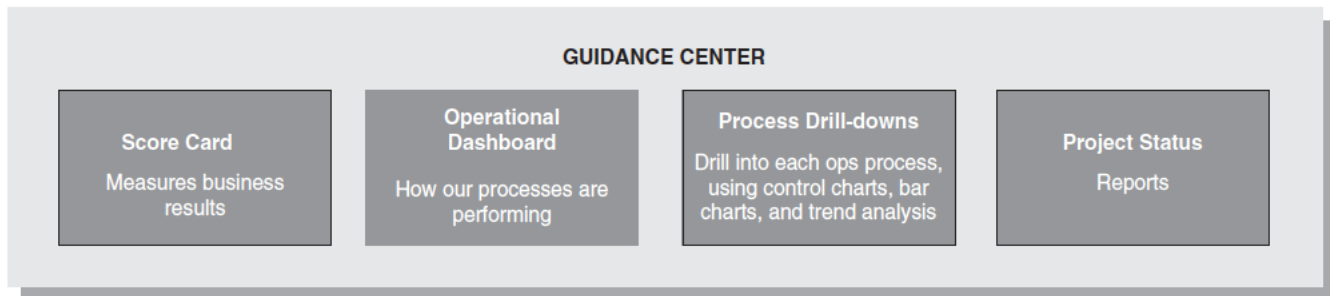 GUIDANCE CENTER
Score Card
Measures business
results
Operational
Dashboard
How our processes are
performing
Process Drill-downs
Drill into each ops process,
using control charts, bar
charts, and trend analysis
Project Status
Reports